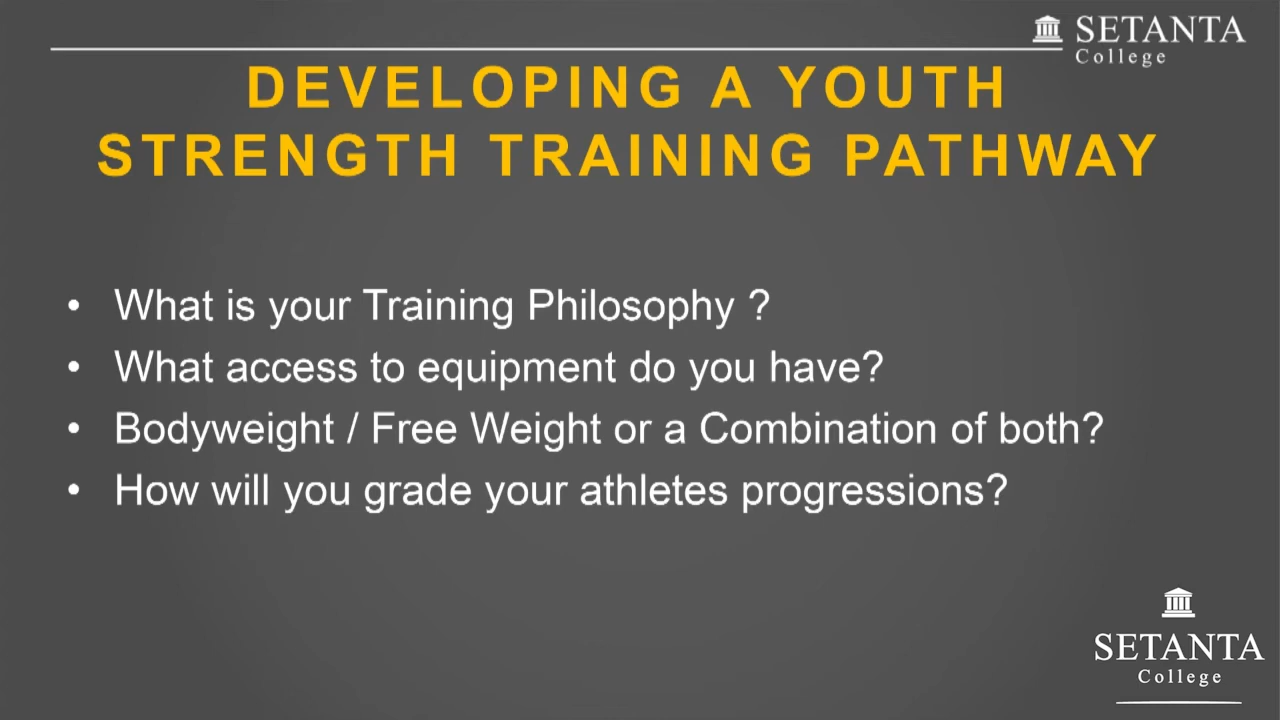 SETANTA
College
DEVELOPING A YOUTH
STRENGTH TRAINING PATHWAY
• What is your Training Philosophy ?
• What access to equipment do you have?
• Bodyweight / Free Weight or a Combination of both?
• How will you grade your athletes progressions?
SETANTA
College